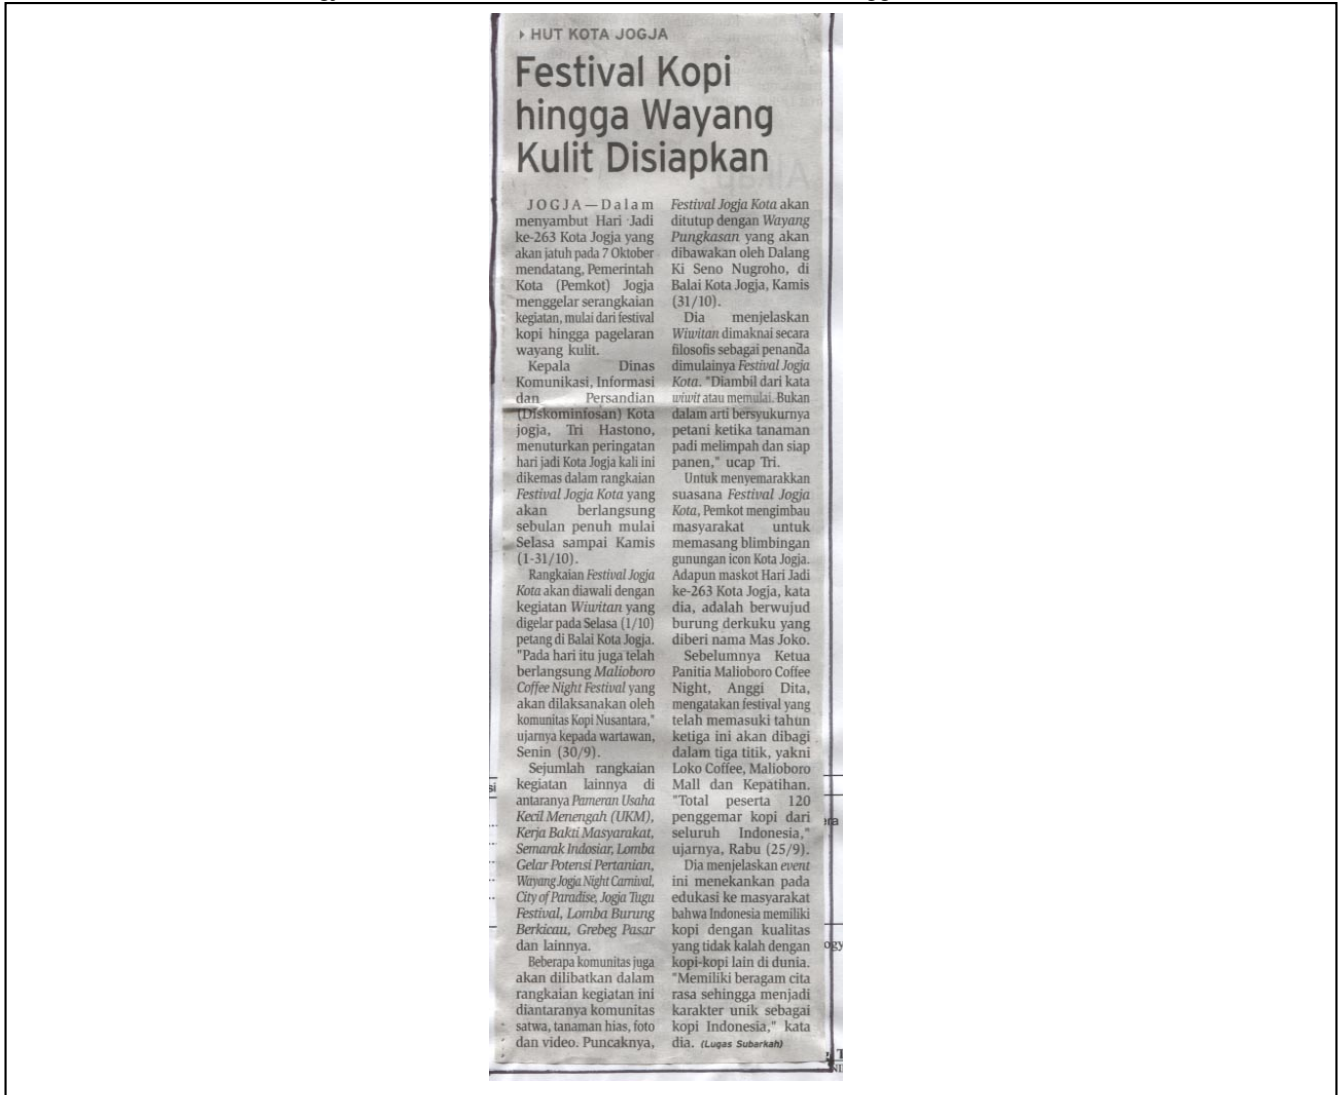 HUT KOTA JOGJA
Festival Kopi
hingga Wayang
Kulit Disiapkan
JOGJA—Dalam
menyambut Hari Jadi
ke-263 Kota Jogja yang
akan jatuh pada 7 Oktober
mendatang, Pemerintah
Kota (Pemkot) Jogja
menggelar serangkaian
kegiatan, mulai dari festival
kopi hingga pagelaran
wayang kulit.
Kepala Dinas
Komunikasi, Informasi
dan Persandian
(Diskominfosan) Kota
jogja, Tri Hastono,
menuturkan peringatan
hari jadi Kota Jogja kali ini
dikemas dalam rangkaian
Festival Jogja Kota yang
akan berlangsung
sebulan penuh mulai
Selasa sampai Kamis
(1-31/10).
Rangkaian Festival Jogja
Kota akan diawali dengan
kegiatan Wiwitan yang
digelar pada Selasa (1/10)
petang di Balai Kota Jogja.
"Pada hari itu juga telah
berlangsung Malioboro
Coffee Night Festival yang
akan dilaksanakan oleh
komunitas Kopi Nusantara,"
ujarnya kepada wartawan,
Senin (30/9).
Sejumlah rangkaian
kegiatan lainnya di
antaranya Pameran Usaha
Kecil Menengah (UKM),
Kerja Bakti Masyarakat,
Semarak Indosiar, Lomba
Gelar Potensi Pertanian,
Wayang Jogja Night Carnival,
City of Paradise, Jogja Tugu
Festival, Lomba Burung
Berkicau, Grebeg Pasar
dan lainnya.
Beberapa komunitas juga
akan dilibatkan dalam
rangkaian kegiatan ini
diantaranya komunitas
satwa, tanaman hias, foto
dan video. Puncaknya,
Festival Jogja Kota akan
ditutup dengan Wayang
Pungkasan yang akan
dibawakan oleh Dalang
Ki Seno Nugroho, di
Balai Kota Jogja, Kamis
(31/10).
Dia menjelaskan
Wiwitan dimaknai secara
filosofis sebagai penanda
dimulainya Festival Jogja
Kota. "Diambil dari kata
wiwit atau memulai. Bukan
dalam arti bersyukurnya
petani ketika tanaman
padi melimpah dan siap
panen," ucap Tri.
Untuk menyemarakkan
suasana Festival Jogja
Kota, Pemkot mengimbau
masyarakat untuk
memasang blimbingan
gunungan icon Kota Jogja.
Adapun maskot Hari Jadi
ke-263 Kota Jogja, kata
dia, adalah berwujud
burung derkuku yang
diberi nama Mas Joko.
Sebelumnya Ketua
Panitia Malioboro Coffee
Night, Anggi Dita,
mengatakan festival yang
telah memasuki tahun
ketiga ini akan dibagi
dalam tiga titik, yakni
Loko Coffee, Malioboro
Mall dan Kepatihan.
"Total peserta 120
penggemar kopi dari
seluruh Indonesia,"
ujarnya, Rabu (25/9).
Dia menjelaskan event
ini menekankan pada
edukasi ke masyarakat
bahwa Indonesia memiliki
kopi dengan kualitas
yang tidak kalah dengan
kopi-kopi lain di dunia.
"Memiliki beragam cita
rasa sehingga menjadi
karakter unik sebagai
kopi Indonesia," kata
dia. (Lugas Subarkah)